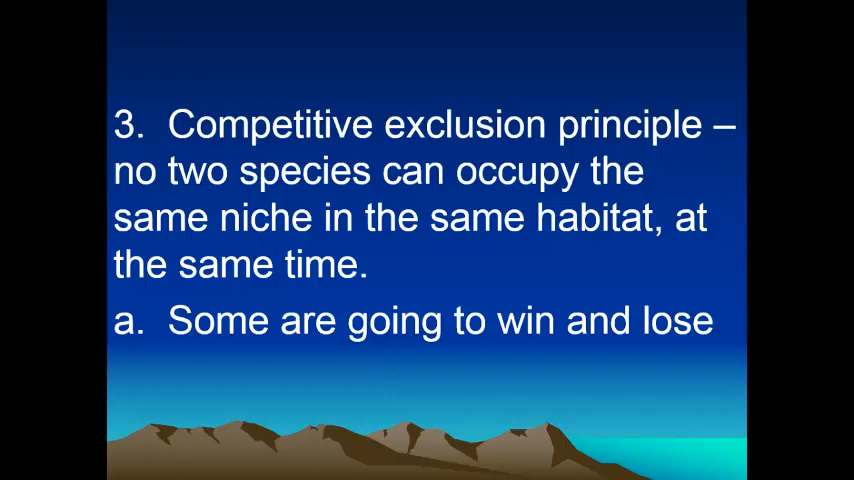 3. Competitive exclusion principle –
no two species can occupy the
same niche in the same habitat, at
the same time.
a. Some are going to win and lose